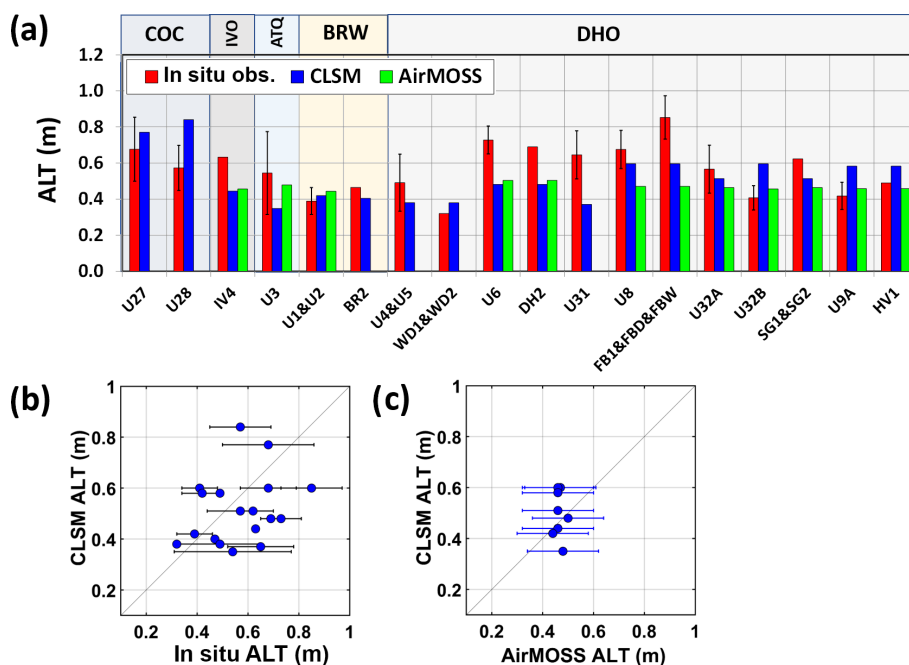 (a)
COC IVO ATQ BRW DHO
In situ obs. CLSM AirMOSS
ALT (m)
1.2
1.0
0.8
0.6
0.4
0.2
0.0
U27 U28 IV4 U3 U1&U2 BR2 U4&U5 WD1&WD2 U6 DH2 U31 U8 FB1&FBD&FBW U32A U32B SG1&SG2 U9A HV1
(b)
CLSM ALT (m)
1
0.8
0.6
0.4
0.2
0.2 0.4 0.6 0.8 1
In situ ALT (m)
(c)
CLSM ALT (m)
1
0.8
0.6
0.4
0.2
0.2 0.4 0.6 0.8 1
AirMOSS ALT (m)